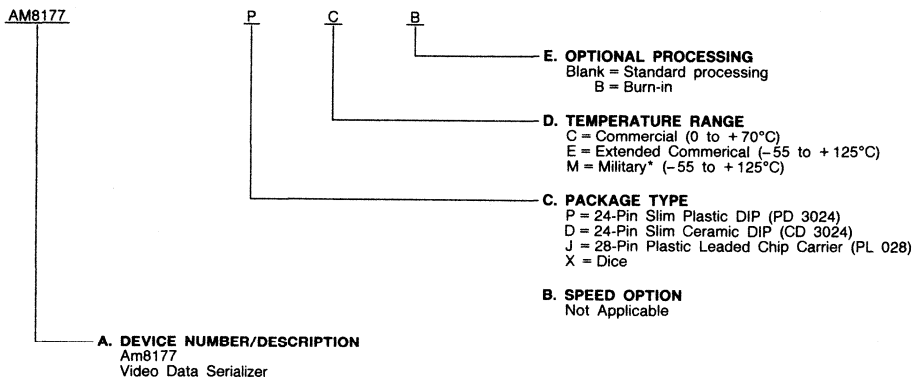 AM8177 P C B
E. OPTIONAL PROCESSING
Blank = Standard processing
B = Burn-in
D. TEMPERATURE RANGE
C = Commercial (0 to +70°C)
E = Extended Commerical (−55 to +125°C)
M = Military* (−55 to +125°C)
C. PACKAGE TYPE
P = 24-Pin Slim Plastic DIP (PD 3024)
D = 24-Pin Slim Ceramic DIP (CD 3024)
J = 28-Pin Plastic Leaded Chip Carrier (PL 028)
X = Dice
B. SPEED OPTION
Not Applicable
A. DEVICE NUMBER/DESCRIPTION
Am8177
Video Data Serializer